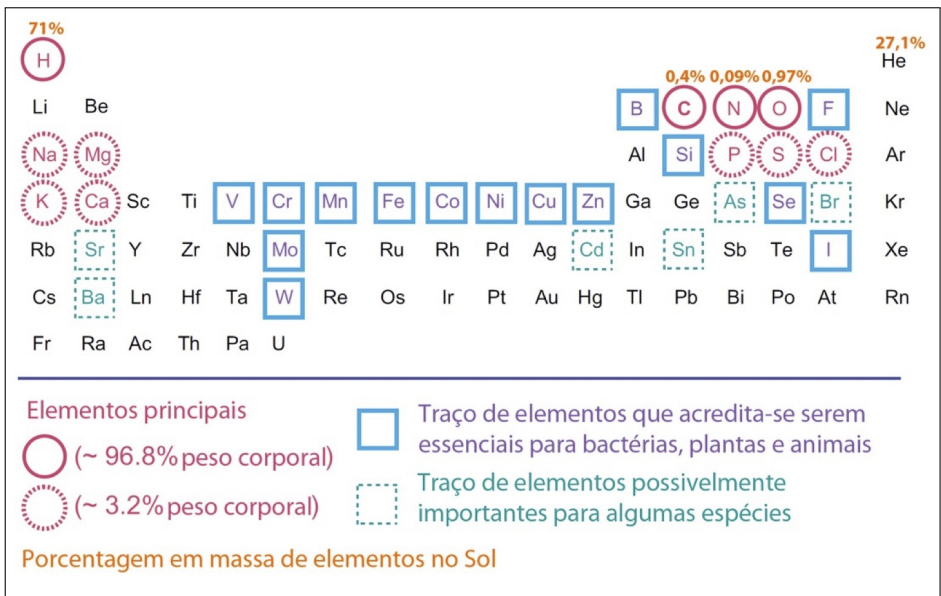 71% 27,1%
H He
0,4% 0,09% 0,97%
Li Be B C N O F Ne
Na Mg Al Si P S Cl Ar
K Ca Sc Ti V Cr Mn Fe Co Ni Cu Zn Ga Ge As Se Br Kr
Rb Sr Y Zr Nb Mo Tc Ru Rh Pd Ag Cd In Sn Sb Te I Xe
Cs Ba Ln Hf Ta W Re Os Ir Pt Au Hg Tl Pb Bi Po At Rn
Fr Ra Ac Th Pa U
Elementos principais
(~ 96.8% peso corporal)
(~ 3.2% peso corporal)
Traço de elementos que acredita-se serem
essenciais para bactérias, plantas e animais
Traço de elementos possivelmente
importantes para algumas espécies
Porcentagem em massa de elementos no Sol